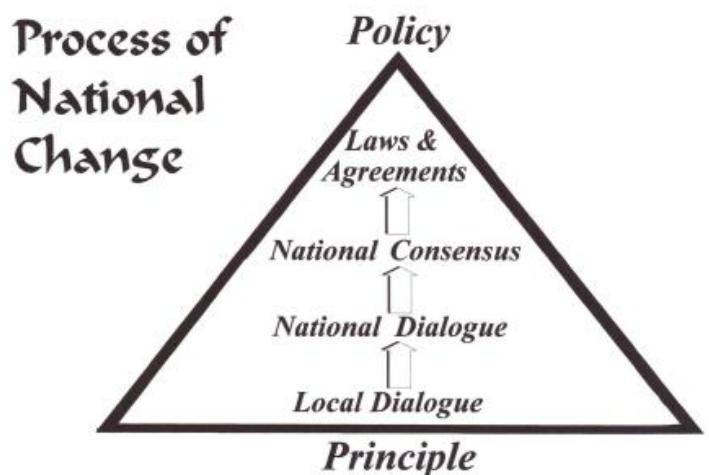 Process of
National
Change
Policy
Laws &
Agreements
National Consensus
National Dialogue
Local Dialogue
Principle